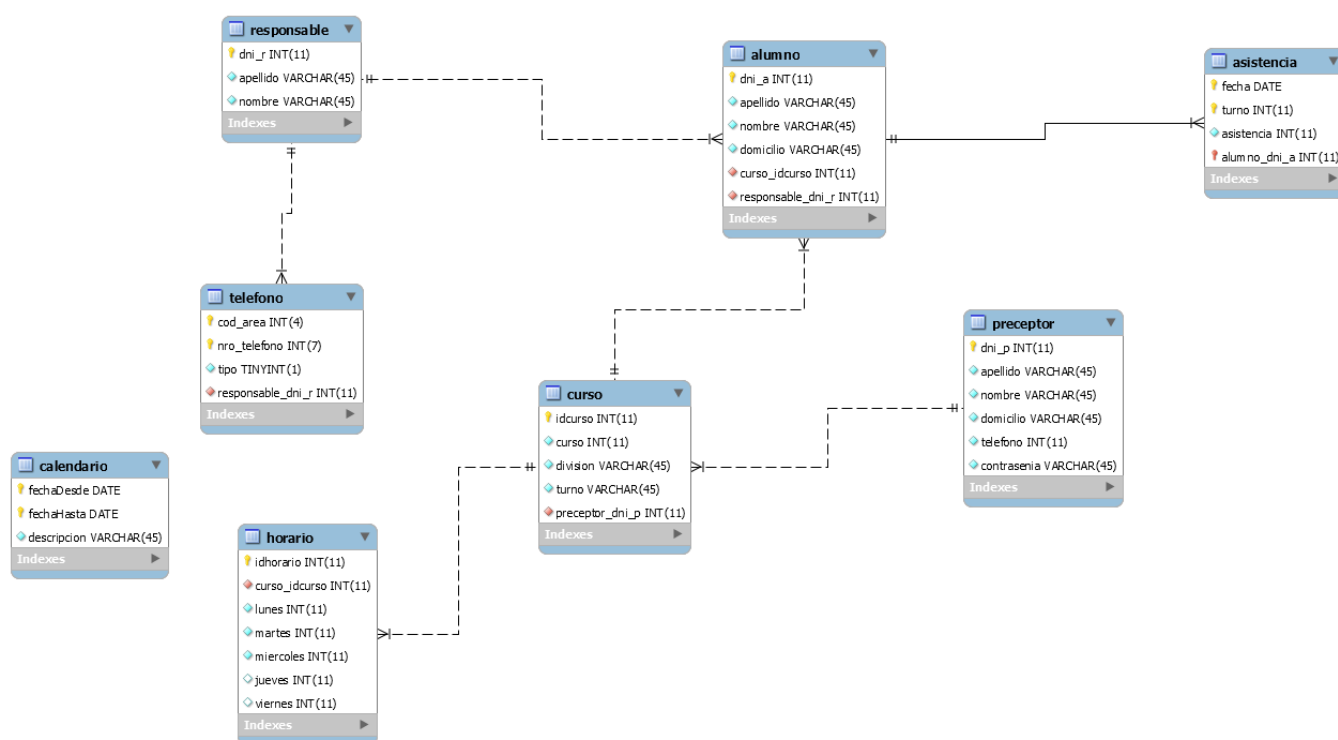 responsable
dni_r INT(11)
apellido VARCHAR(45)
nombre VARCHAR(45)
Indexes
alumno
dni_a INT(11)
apellido VARCHAR(45)
nombre VARCHAR(45)
domicilio VARCHAR(45)
curso_idcurso INT(11)
responsable_dni_r INT(11)
Indexes
asistencia
fecha DATE
turno INT(11)
asistencia INT(11)
alumno_dni_a INT(11)
Indexes
telefono
cod_area INT(4)
nro_telefono INT(7)
tipo TINYINT(1)
responsable_dni_r INT(11)
Indexes
preceptor
dni_p INT(11)
apellido VARCHAR(45)
nombre VARCHAR(45)
domicilio VARCHAR(45)
telefono INT(11)
contrasenia VARCHAR(45)
Indexes
curso
idcurso INT(11)
curso INT(11)
division VARCHAR(45)
turno VARCHAR(45)
preceptor_dni_p INT(11)
Indexes
calendario
fechaDesde DATE
fechaHasta DATE
descripcion VARCHAR(45)
Indexes
horario
idhorario INT(11)
curso_idcurso INT(11)
lunes INT(11)
martes INT(11)
miercoles INT(11)
jueves INT(11)
viernes INT(11)
Indexes